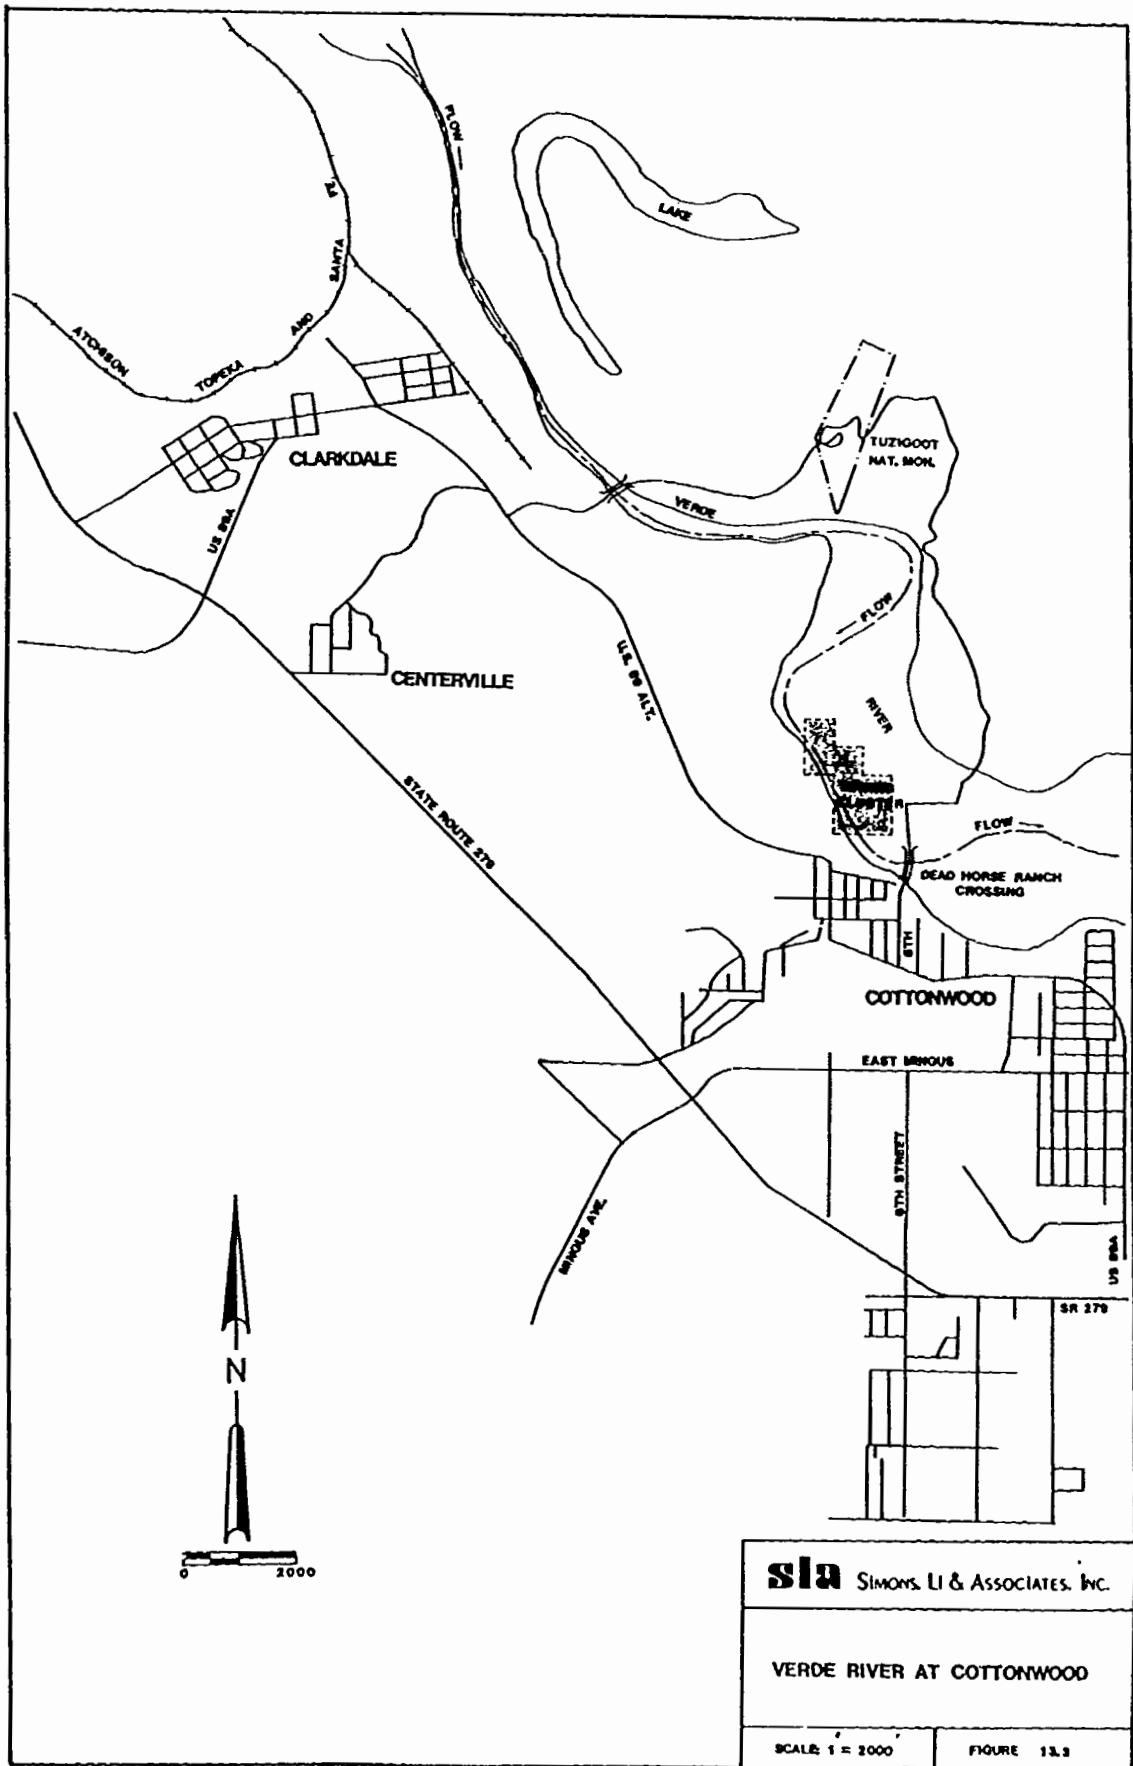 FLOW
LAKE
FE.
SANTA
AND
TOPEKA
ATCHISON
TUZIGOOT
NAT. MON.
CLARKDALE
VERDE
US 89A
FLOW
CENTERVILLE
U.S. 89 ALT.
RIVER
STATE ROUTE 279
CLUSTER
FLOW
DEAD HORSE RANCH
CROSSING
6TH
COTTONWOOD
EAST MINGUS
6TH STREET
MINGUS AVE.
US 89A
SR 279
N
0 2000
sla SIMONS, LI & ASSOCIATES, INC.
VERDE RIVER AT COTTONWOOD
SCALE: 1" = 2000'